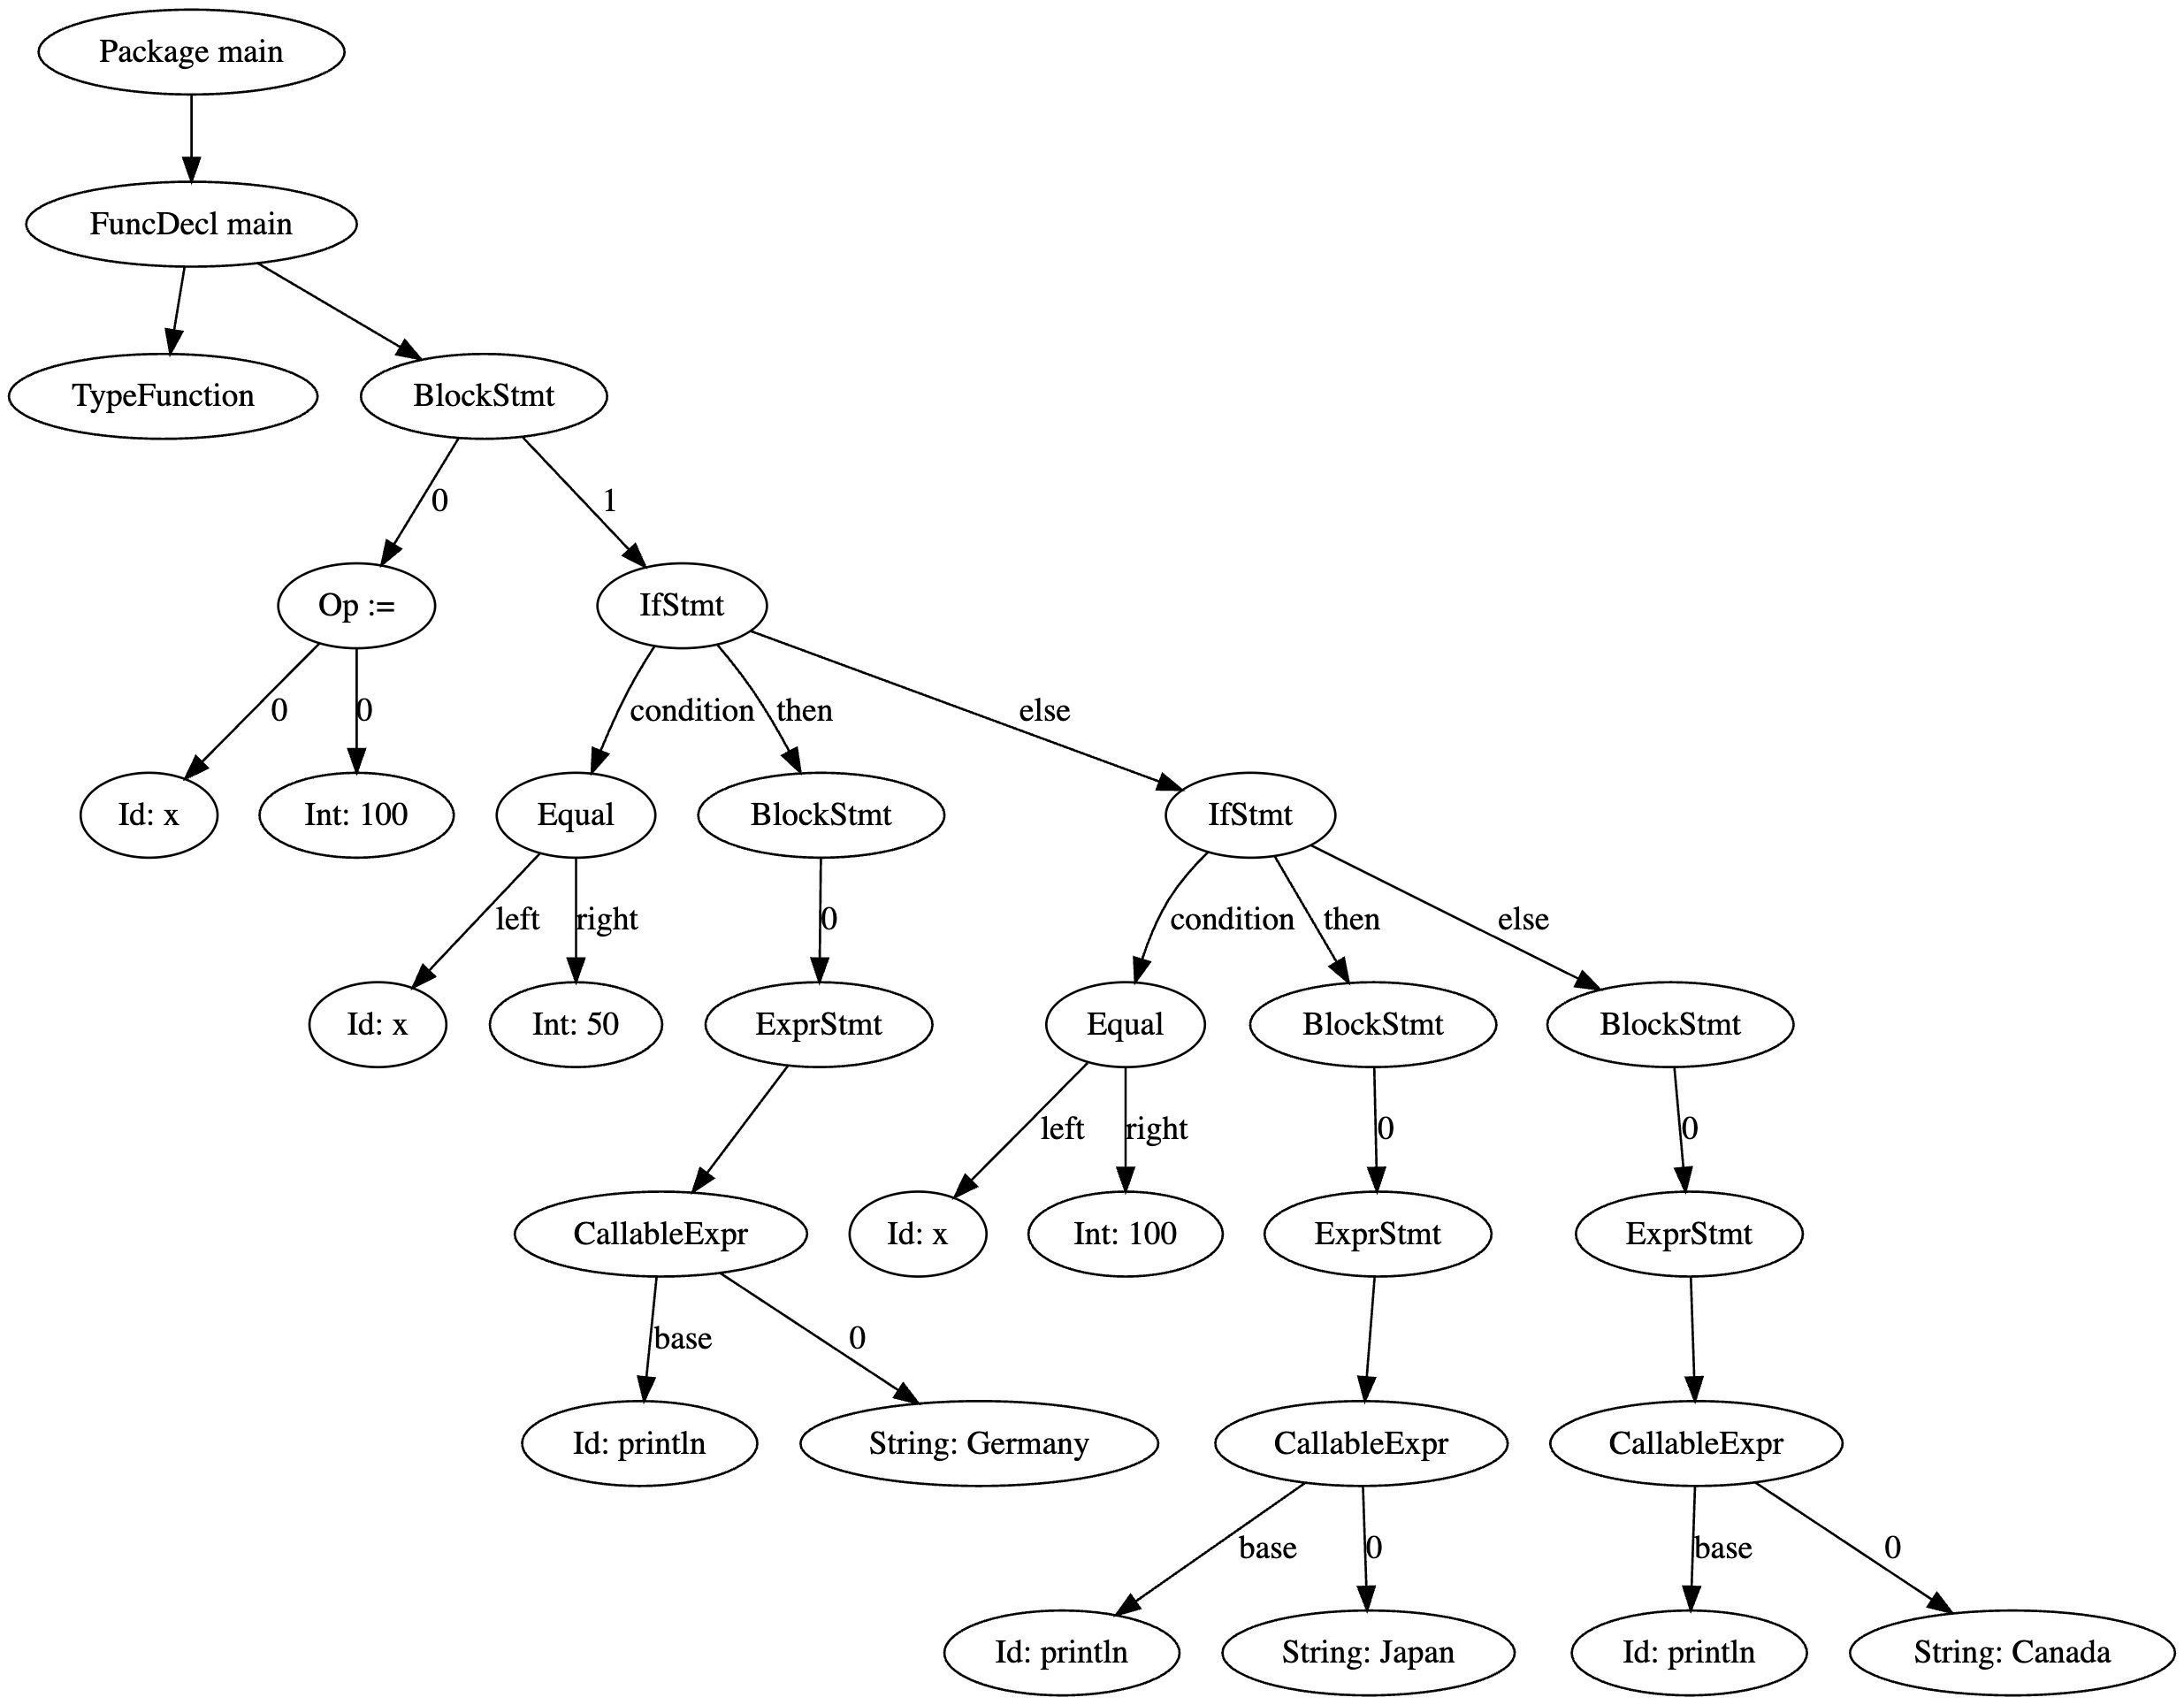 Package main
FuncDecl main
TypeFunction
BlockStmt
0
1
Op :=
IfStmt
0
0
condition
then
else
Id: x
Int: 100
Equal
BlockStmt
IfStmt
left
right
0
condition
then
else
Id: x
Int: 50
ExprStmt
Equal
BlockStmt
BlockStmt
left
right
0
0
CallableExpr
Id: x
Int: 100
ExprStmt
ExprStmt
base
0
Id: println
String: Germany
CallableExpr
CallableExpr
base
0
base
0
Id: println
String: Japan
Id: println
String: Canada